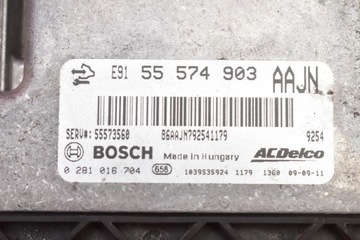 E91 55 574 903 AAJN
SERV#: 55573560 86AAJM792541179 9254
BOSCH Made in Hungary ACDelco
0 281 016 704 658 1039S35924 1179 1360 09-09-11